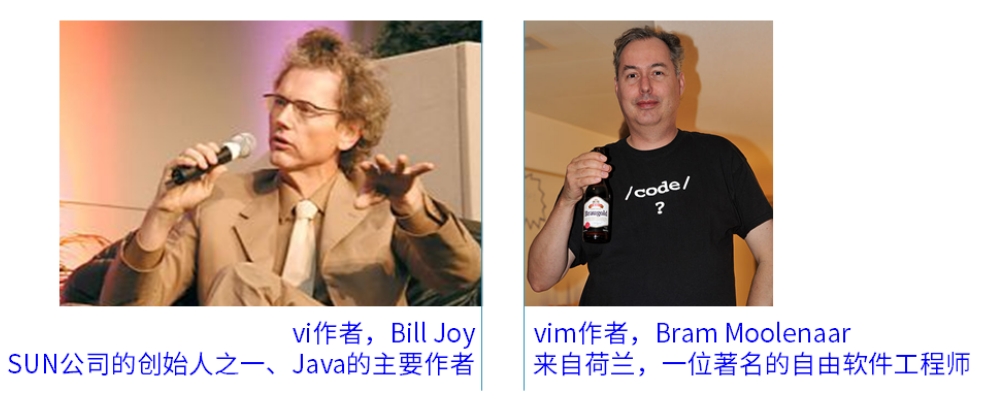 /code/
?
vi作者，Bill Joy
SUN公司的创始人之一、Java的主要作者
vim作者，Bram Moolenaar
来自荷兰，一位著名的自由软件工程师